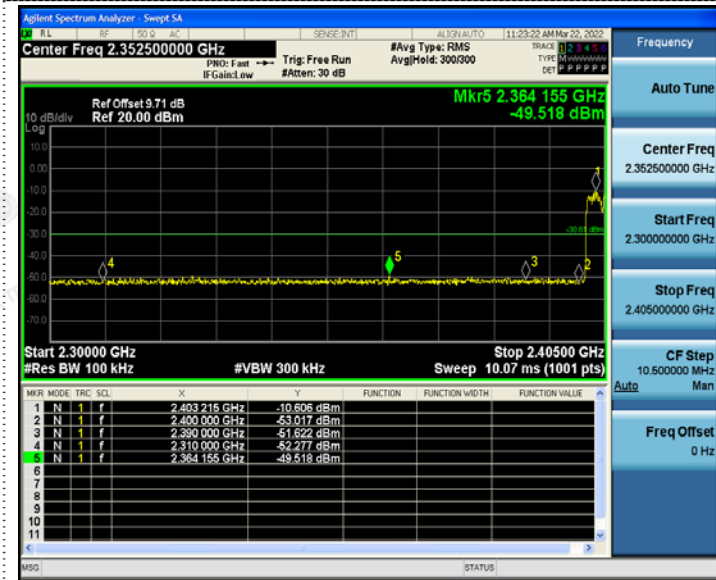 Agilent Spectrum Analyzer - Swept SA
RL RF 50 Ω AC SENSE:INT ALIGN AUTO 11:23:22 AM Mar 22, 2022
Center Freq 2.352500000 GHz
PNO: Fast
IFGain:Low
Trig: Free Run
#Atten: 30 dB
#Avg Type: RMS
Avg|Hold: 300/300
TRACE 1 2 3 4 5 6
TYPE M
DET P P P P P P
Ref Offset 9.71 dB
Ref 20.00 dBm
10 dB/div
Log
Mkr5 2.364 155 GHz
-49.518 dBm
10.0
0.00
-10.0
-20.0
-30.0
-40.0
-50.0
-60.0
-70.0
1
2
3
4
5
-30.61 dBm
Start 2.30000 GHz
Stop 2.40500 GHz
#Res BW 100 kHz
#VBW 300 kHz
Sweep 10.07 ms (1001 pts)
MKR MODE TRC SCL X Y FUNCTION FUNCTION WIDTH FUNCTION VALUE
1 N 1 f 2.403 215 GHz -10.606 dBm
2 N 1 f 2.400 000 GHz -53.017 dBm
3 N 1 f 2.390 000 GHz -51.622 dBm
4 N 1 f 2.310 000 GHz -52.277 dBm
5 N 1 f 2.364 155 GHz -49.518 dBm
6
7
8
9
10
11
MSG
STATUS
Frequency
Auto Tune
Center Freq
2.352500000 GHz
Start Freq
2.300000000 GHz
Stop Freq
2.405000000 GHz
CF Step
10.500000 MHz
Auto Man
Freq Offset
0 Hz